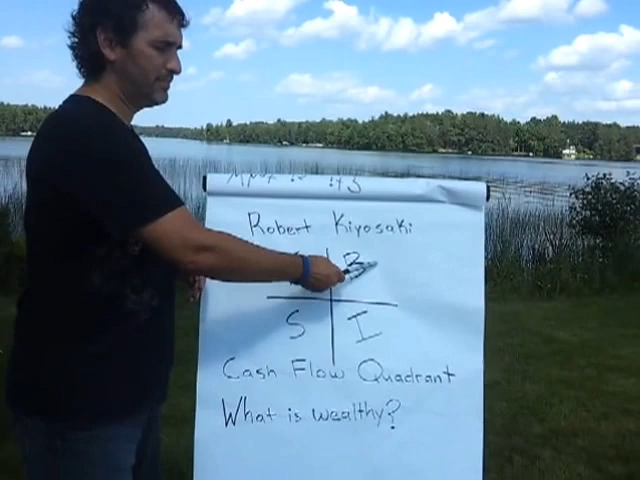 Robert Kiyosaki
B
S I
Cash Flow Quadrant
What is wealthy?